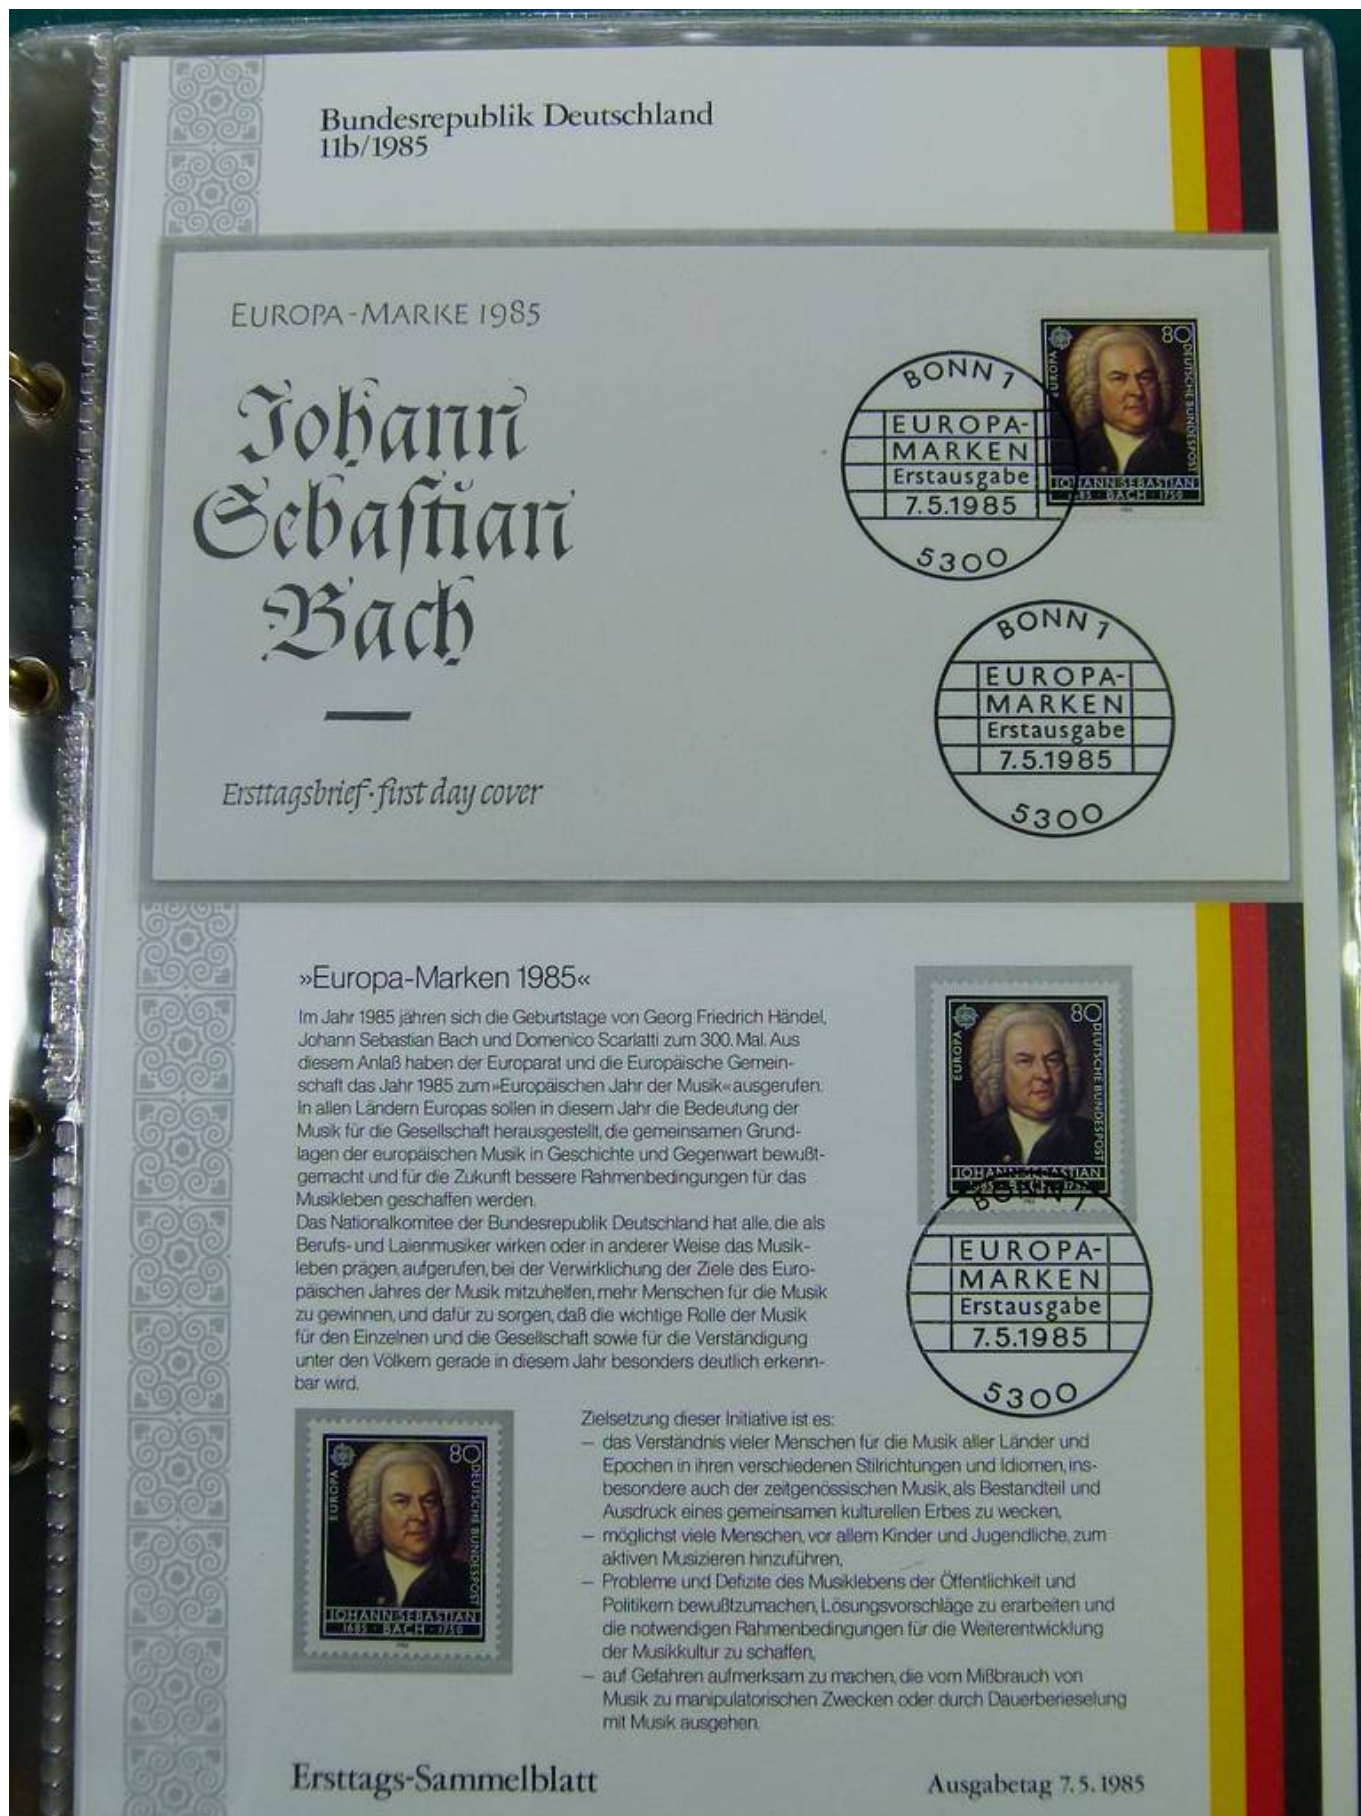 Bundesrepublik Deutschland
11b/1985
EUROPA-MARKE 1985
Johann
Sebaſtian
Bach
Ersttagsbrief · first day cover
80
EUROPA
DEUTSCHE BUNDESPOST
JOHANN SEBASTIAN
BACH · 1750
BONN 1
EUROPA-
MARKEN
Erstausgabe
7.5.1985
5300
BONN 1
EUROPA-
MARKEN
Erstausgabe
7.5.1985
5300
»Europa-Marken 1985«
Im Jahr 1985 jähren sich die Geburtstage von Georg Friedrich Händel,
Johann Sebastian Bach und Domenico Scarlatti zum 300. Mal. Aus
diesem Anlaß haben der Europarat und die Europäische Gemein-
schaft das Jahr 1985 zum »Europäischen Jahr der Musik« ausgerufen.
In allen Ländern Europas sollen in diesem Jahr die Bedeutung der
Musik für die Gesellschaft herausgestellt, die gemeinsamen Grund-
lagen der europäischen Musik in Geschichte und Gegenwart bewußt-
gemacht und für die Zukunft bessere Rahmenbedingungen für das
Musikleben geschaffen werden.
Das Nationalkomitee der Bundesrepublik Deutschland hat alle, die als
Berufs- und Laienmusiker wirken oder in anderer Weise das Musik-
leben prägen, aufgerufen, bei der Verwirklichung der Ziele des Euro-
päischen Jahres der Musik mitzuhelfen, mehr Menschen für die Musik
zu gewinnen, und dafür zu sorgen, daß die wichtige Rolle der Musik
für den Einzelnen und die Gesellschaft sowie für die Verständigung
unter den Völkern gerade in diesem Jahr besonders deutlich erkenn-
bar wird.
80
EUROPA
DEUTSCHE BUNDESPOST
JOHANN SEBASTIAN
BONN 1
EUROPA-
MARKEN
Erstausgabe
7.5.1985
5300
80
EUROPA
DEUTSCHE BUNDESPOST
JOHANN SEBASTIAN
1685 · BACH · 1750
Zielsetzung dieser Initiative ist es:
– das Verständnis vieler Menschen für die Musik aller Länder und
Epochen in ihren verschiedenen Stilrichtungen und Idiomen, ins-
besondere auch der zeitgenössischen Musik, als Bestandteil und
Ausdruck eines gemeinsamen kulturellen Erbes zu wecken,
– möglichst viele Menschen, vor allem Kinder und Jugendliche, zum
aktiven Musizieren hinzuführen,
– Probleme und Defizite des Musiklebens der Öffentlichkeit und
Politikern bewußtzumachen, Lösungsvorschläge zu erarbeiten und
die notwendigen Rahmenbedingungen für die Weiterentwicklung
der Musikkultur zu schaffen,
– auf Gefahren aufmerksam zu machen, die vom Mißbrauch von
Musik zu manipulatorischen Zwecken oder durch Dauerberieselung
mit Musik ausgehen.
Ersttags-Sammelblatt
Ausgabetag 7.5.1985